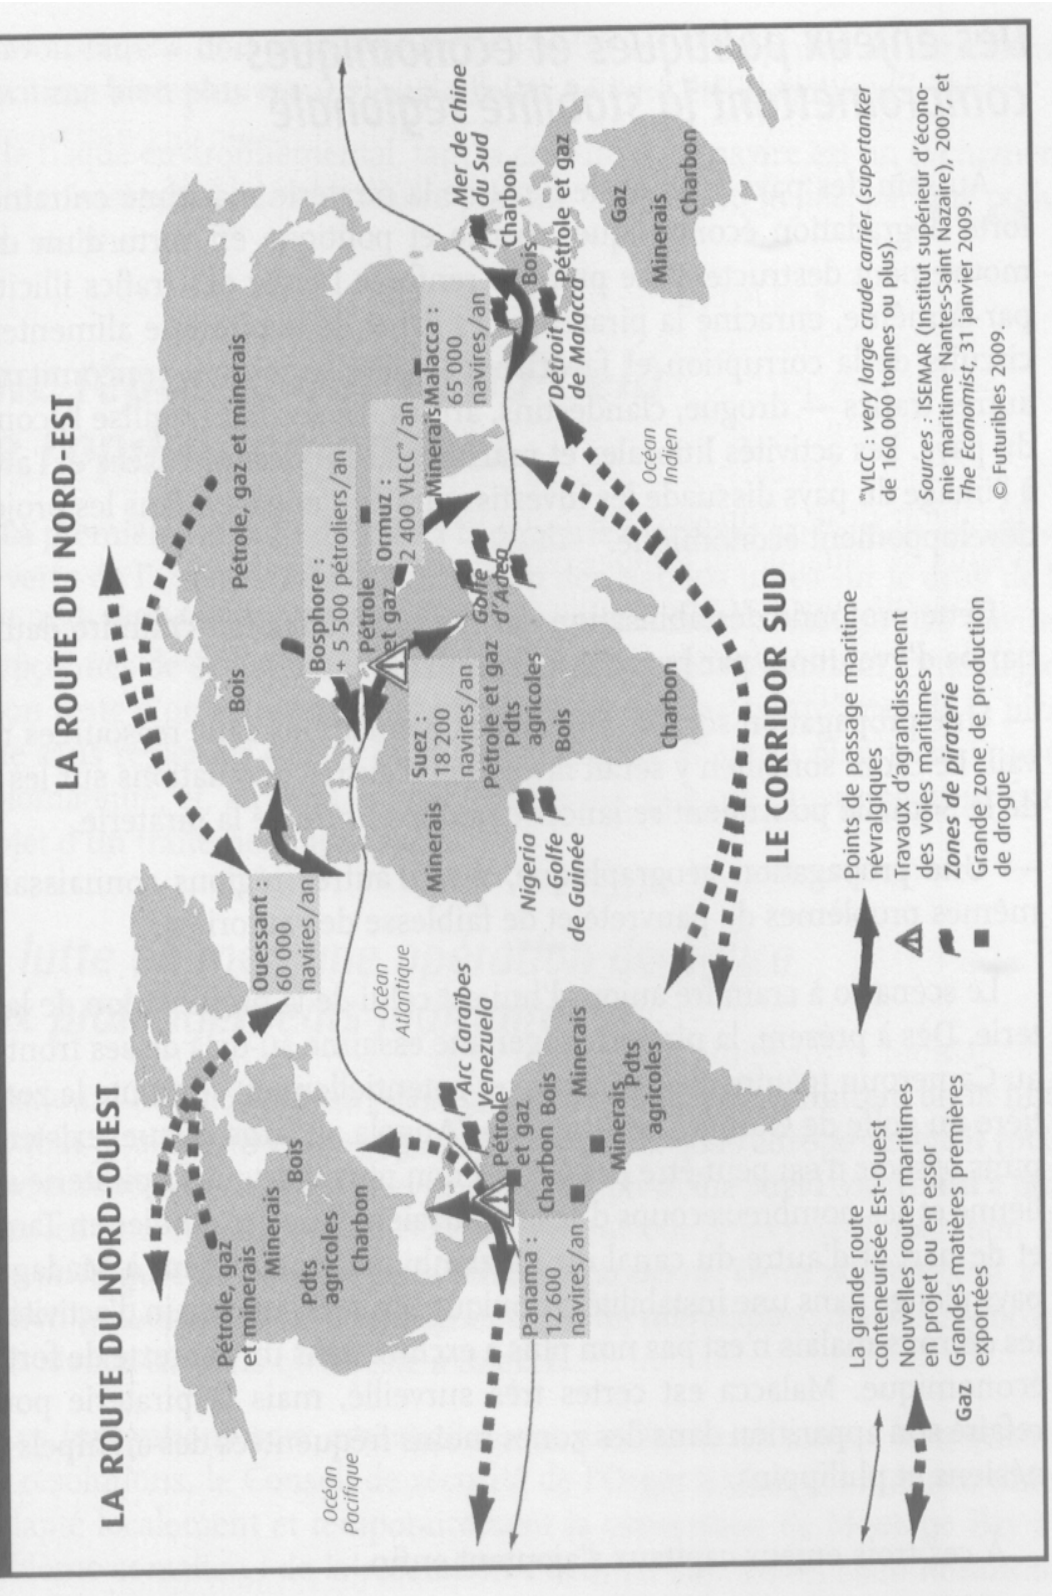 LA ROUTE DU NORD-OUEST
LA ROUTE DU NORD-EST
Pétrole, gaz
et minerais
Minerais
Bois
Pdts
agricoles
Charbon
Océan
Pacifique
Panama :
12 600
navires/an
Arc Caraïbes
Venezuela
Pétrole
et gaz
Charbon Bois
Minerais
Minerais
Pdts
agricoles
Océan
Atlantique
Ouessant :
60 000
navires/an
Bois
Pétrole, gaz et minerais
Bosphore :
+ 5 500 pétroliers/an
Pétrole
et gaz
Ormuz :
2 400 VLCC*/an
Minerais
Malacca :
65 000
navires/an
Suez :
18 200
navires/an
Minerais
Pétrole et gaz
Pdts
agricoles
Bois
Charbon
Nigeria
Golfe
de Guinée
Golfe
d'Aden
Mer de Chine
du Sud
Charbon
Bois
Pétrole et gaz
Détroit
de Malacca
Océan
Indien
Gaz
Minerais
Charbon
LE CORRIDOR SUD
La grande route
conteneurisée Est-Ouest
Nouvelles routes maritimes
en projet ou en essor
Gaz
Grandes matières premières
exportées
Points de passage maritime
névralgiques
Travaux d'agrandissement
des voies maritimes
Zones de piraterie
Grande zone de production
de drogue
*VLCC : very large crude carrier (supertanker
de 160 000 tonnes ou plus).
Sources : ISEMAR (Institut supérieur d'écono-
mie maritime Nantes-Saint Nazaire), 2007, et
The Economist, 31 janvier 2009.
© Futuribles 2009.